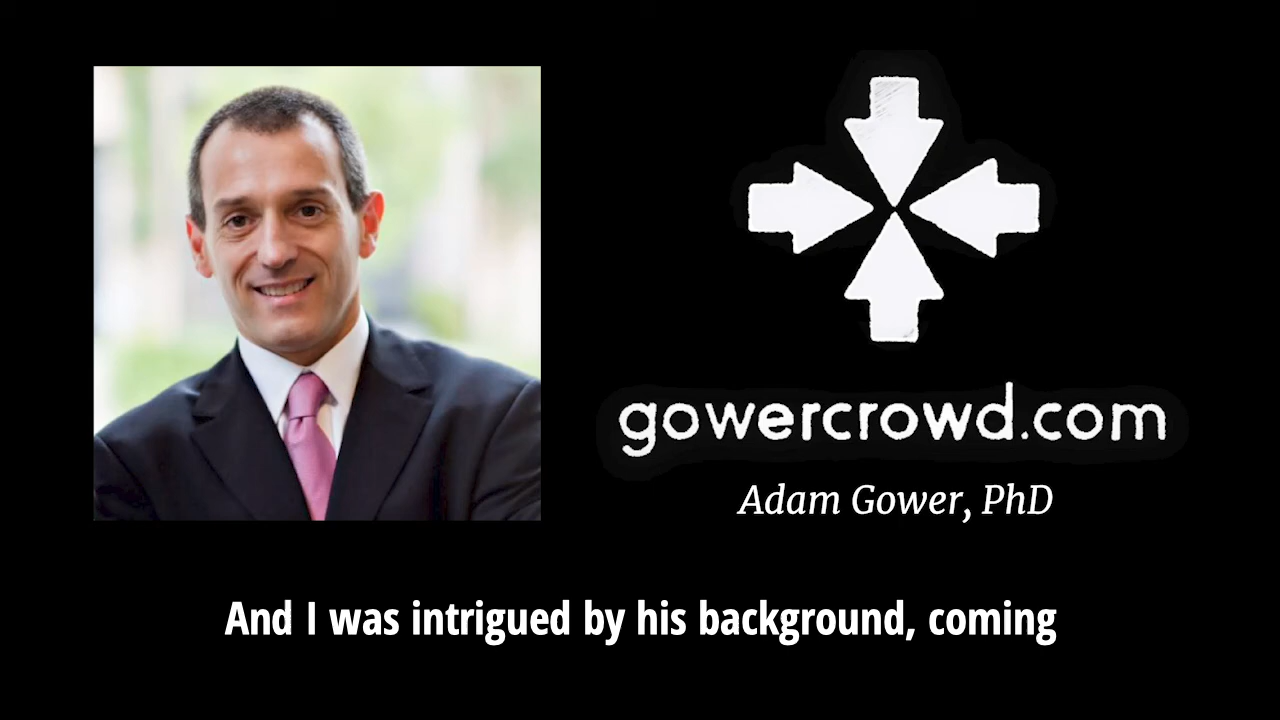 gowercrowd.com
Adam Gower, PhD
And I was intrigued by his background, coming